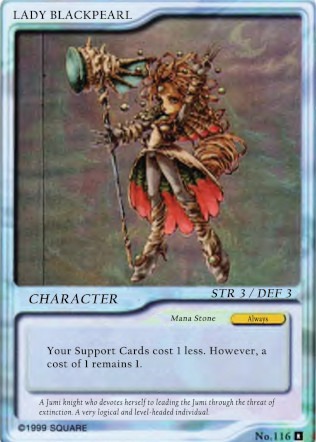 LADY BLACKPEARL
CHARACTER
STR 3 / DEF 3
Mana Stone
Always
Your Support Cards cost 1 less. However, a
cost of 1 remains 1.
A Jumi knight who devotes herself to leading the Jumi through the threat of
extinction. A very logical and level-headed individual.
©1999 SQUARE
No.116